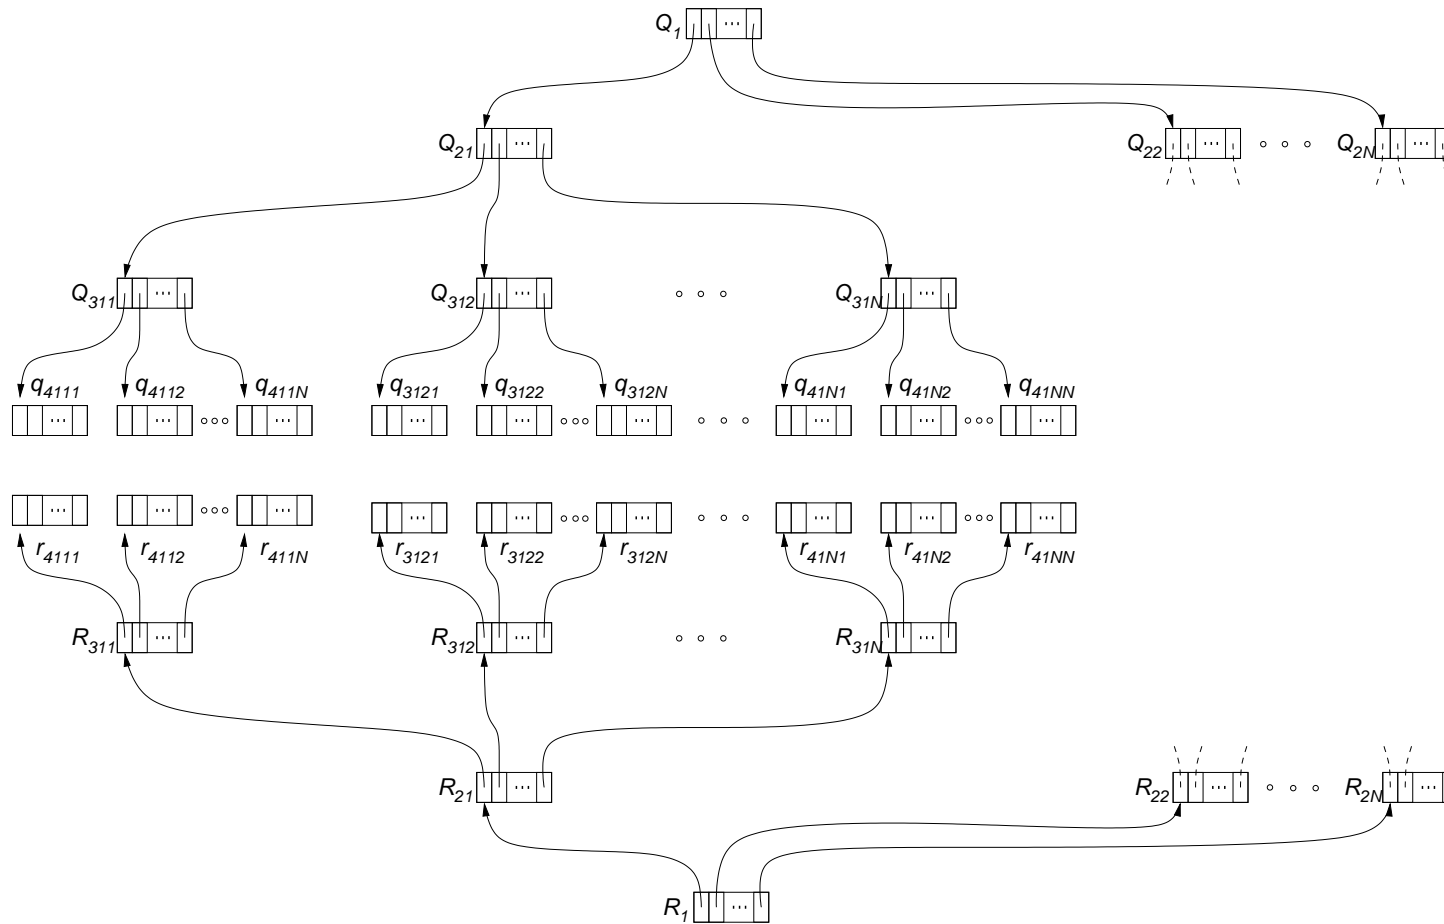 Q1 ...
Q21 ... Q22 ... Q2N ...
Q311 ... Q312 ... Q31N ...
q4111 q4112 q411N q3121 q3122 q312N q41N1 q41N2 q41NN
... ... ... ... ... ... ... ... ...
... ... ... ... ... ... ... ... ...
r4111 r4112 r411N r3121 r3122 r312N r41N1 r41N2 r41NN
R311 ... R312 ... R31N ...
R21 ... R22 ... R2N ...
R1 ...